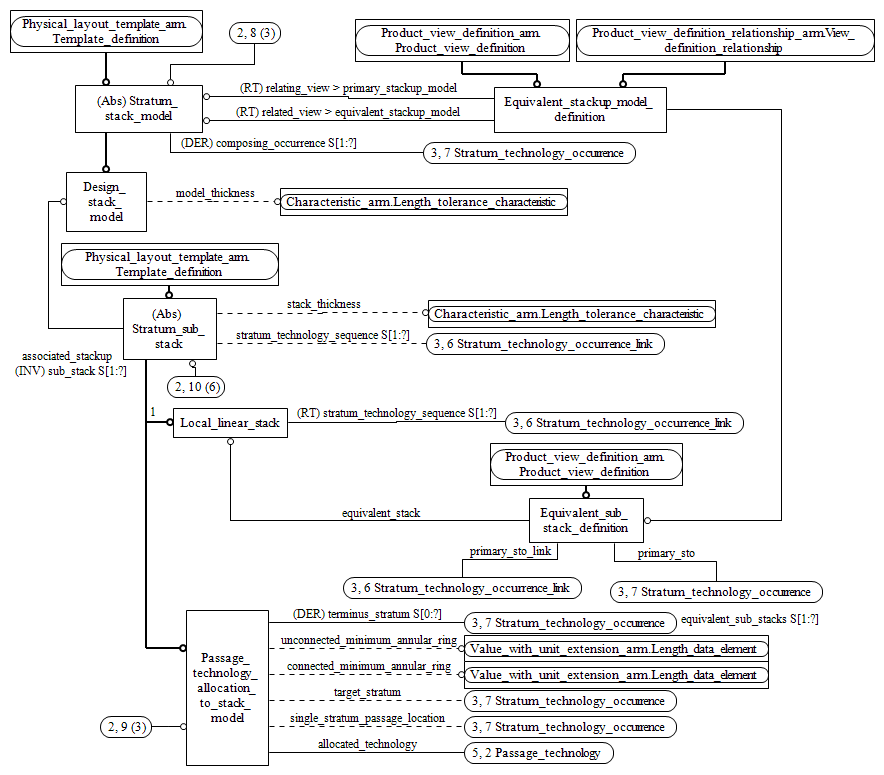 Physical_layout_template_arm.
Template_definition
2, 8 (3)
Product_view_definition_arm.
Product_view_definition
Product_view_definition_relationship_arm.View_
definition_relationship
(Abs) Stratum_
stack_model
(RT) relating_view > primary_stackup_model
(RT) related_view > equivalent_stackup_model
Equivalent_stackup_model_
definition
(DER) composing_occurrence S[1:?]
3, 7 Stratum_technology_occurrence
Design_
stack_
model
model_thickness
Characteristic_arm.Length_tolerance_characteristic
Physical_layout_template_arm.
Template_definition
(Abs)
Stratum_sub_
stack
stack_thickness
Characteristic_arm.Length_tolerance_characteristic
stratum_technology_sequence S[1:?]
3, 6 Stratum_technology_occurrence_link
associated_stackup
(INV) sub_stack S[1:?]
2, 10 (6)
1
Local_linear_stack
(RT) stratum_technology_sequence S[1:?]
3, 6 Stratum_technology_occurrence_link
Product_view_definition_arm.
Product_view_definition
equivalent_stack
Equivalent_sub_
stack_definition
primary_sto_link
primary_sto
3, 6 Stratum_technology_occurrence_link
3, 7 Stratum_technology_occurrence
(DER) terminus_stratum S[0:?]
3, 7 Stratum_technology_occurrence
equivalent_sub_stacks S[1:?]
unconnected_minimum_annular_ring
Value_with_unit_extension_arm.Length_data_element
Passage_
technology_
allocation_
to_stack_
model
connected_minimum_annular_ring
Value_with_unit_extension_arm.Length_data_element
target_stratum
3, 7 Stratum_technology_occurrence
2, 9 (3)
single_stratum_passage_location
3, 7 Stratum_technology_occurrence
allocated_technology
5, 2 Passage_technology